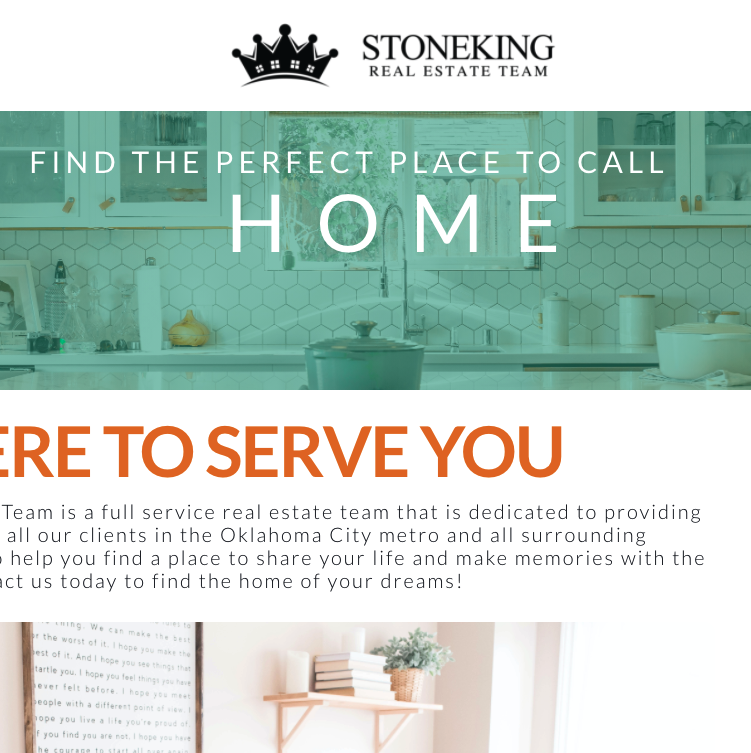 STONEKING
REAL ESTATE TEAM
FIND THE PERFECT PLACE TO CALL
HOME
ERE TO SERVE YOU
Team is a full service real estate team that is dedicated to providing
all our clients in the Oklahoma City metro and all surrounding
o help you find a place to share your life and make memories with the
act us today to find the home of your dreams!
thing. We can make the best
or the worst of it. I hope you make the
best of it. And I hope you see things that
startle you. I hope you feel things you have
never felt before. I hope you meet
people with a different point of view. I
hope you live a life you're proud of.
f you find you are not, I hope you have
he courage to start all over again